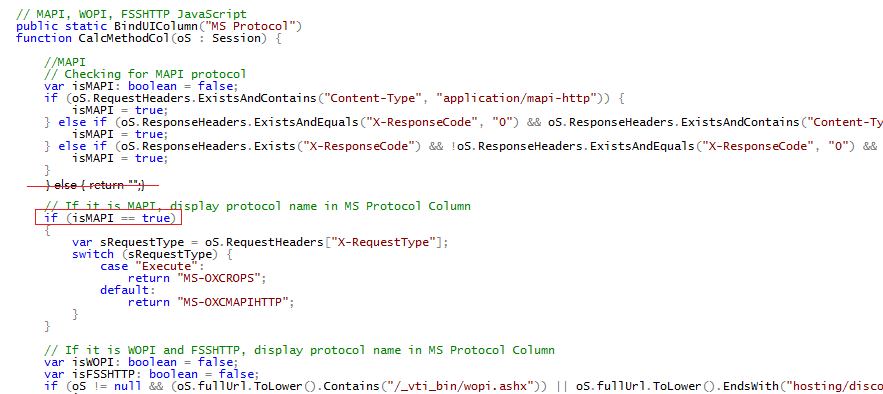 // MAPI, WOPI, FSSHTTP JavaScript
public static BindUIColumn("MS Protocol")
function CalcMethodCol(oS : Session) {
//MAPI
// Checking for MAPI protocol
var isMAPI: boolean = false;
if (oS.RequestHeaders.ExistsAndContains("Content-Type", "application/mapi-http")) {
isMAPI = true;
} else if (oS.ResponseHeaders.ExistsAndEquals("X-ResponseCode", "0") && oS.ResponseHeaders.ExistsAndContains("Content-Ty
isMAPI = true;
} else if (oS.ResponseHeaders.Exists("X-ResponseCode") && !oS.ResponseHeaders.ExistsAndEquals("X-ResponseCode", "0") &&
isMAPI = true;
}
} else { return "";}
// If it is MAPI, display protocol name in MS Protocol Column
if (isMAPI == true)
{
var sRequestType = oS.RequestHeaders["X-RequestType"];
switch (sRequestType) {
case "Execute":
return "MS-OXCROPS";
default:
return "MS-OXCMAPIHTTP";
}
}
// If it is WOPI and FSSHTTP, display protocol name in MS Protocol Column
var isWOPI: boolean = false;
var isFSSHTTP: boolean = false;
if (oS != null && (oS.fullUrl.ToLower().Contains("/_vti_bin/wopi.ashx") || oS.fullUrl.ToLower().EndsWith("hosting/disco